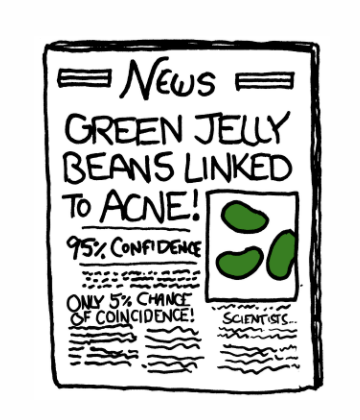 News
GREEN JELLY
BEANS LINKED
TO ACNE!
95% CONFIDENCE
ONLY 5% CHANCE
OF COINCIDENCE!
SCIENTISTS...